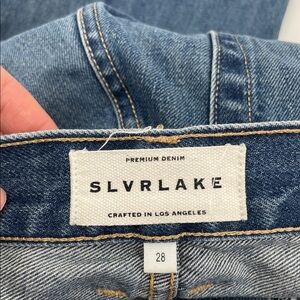 PREMIUM DENIM
SLVRLAKE
CRAFTED IN LOS ANGELES
28